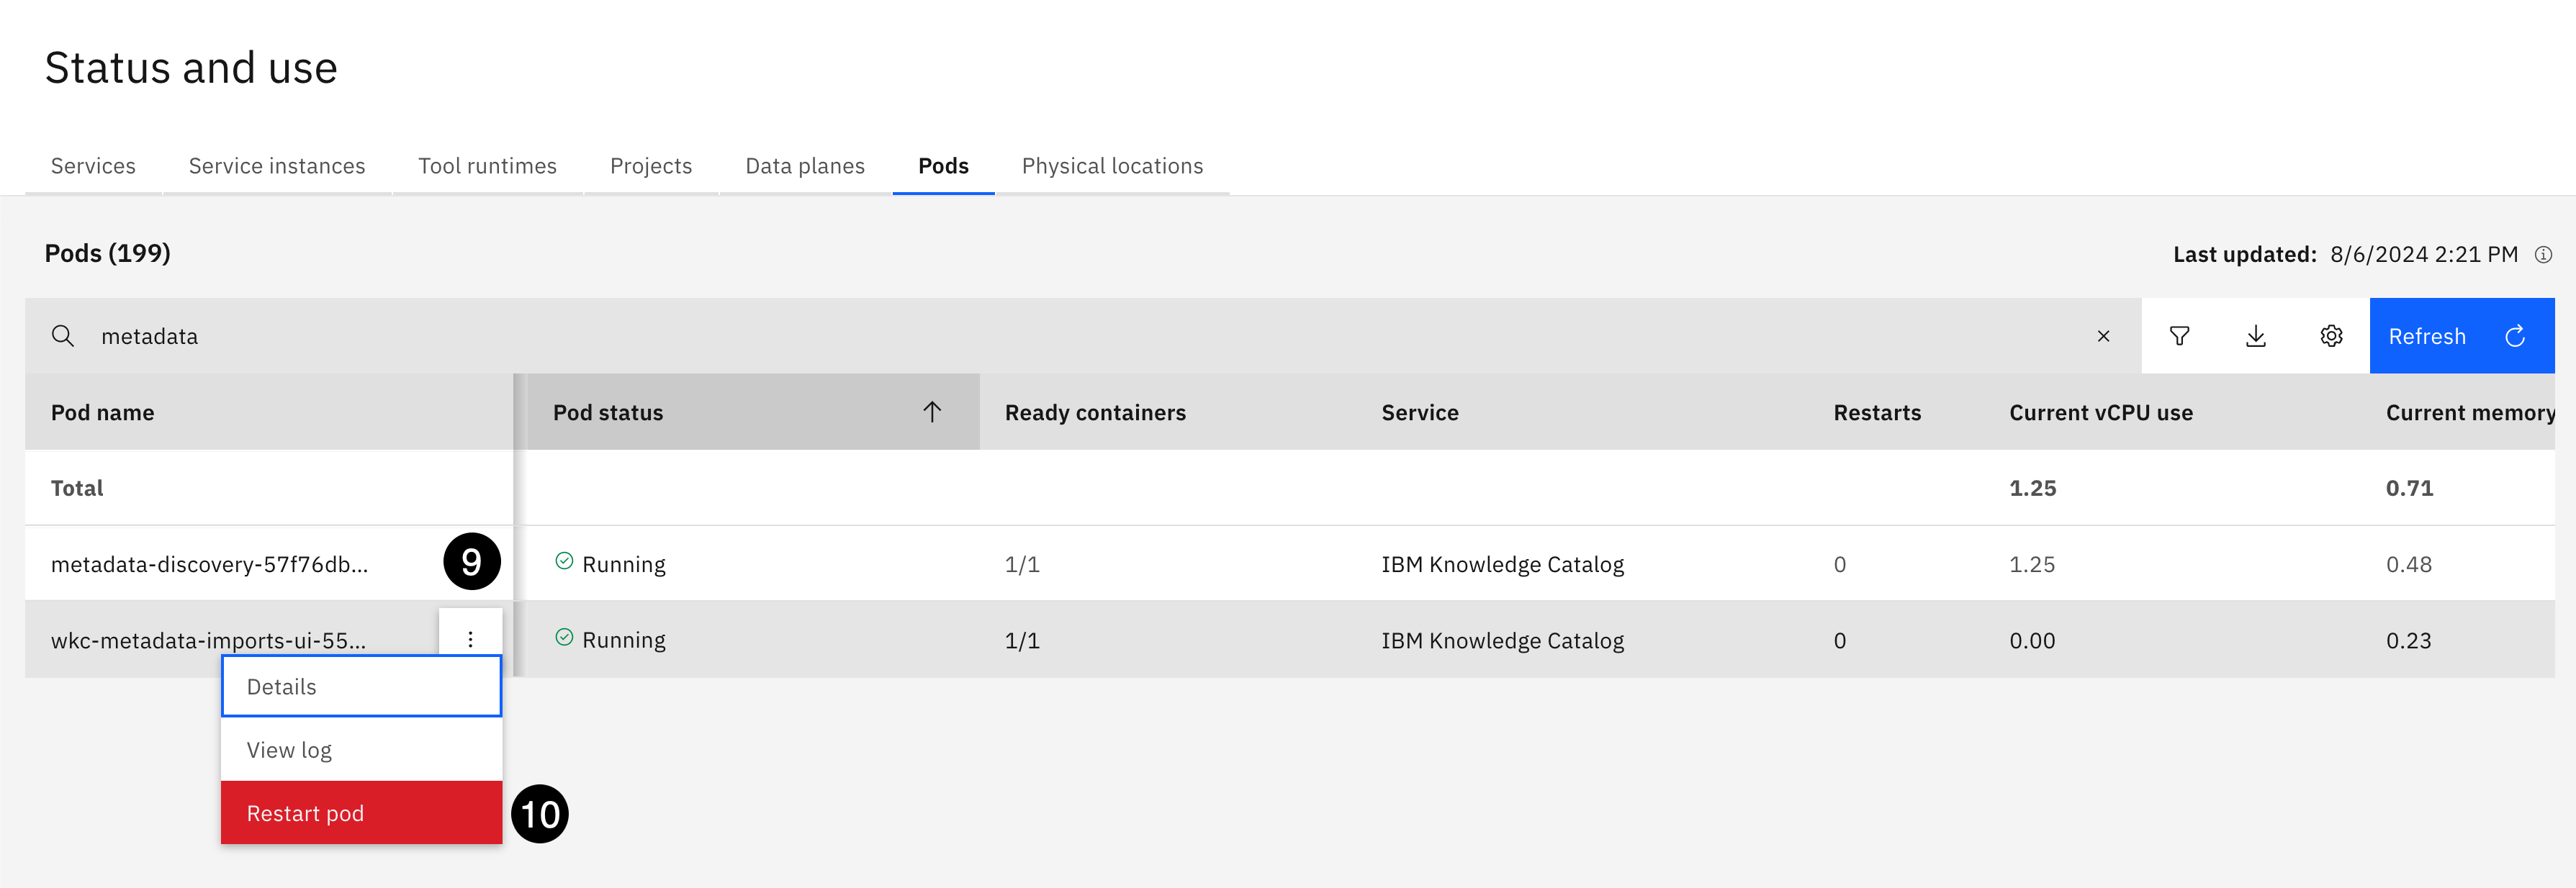 Status and use
Services Service instances Tool runtimes Projects Data planes Pods Physical locations
Pods (199) Last updated: 8/6/2024 2:21 PM
metadata Refresh
Pod name Pod status Ready containers Service Restarts Current vCPU use Current memory
Total 1.25 0.71
metadata-discovery-57f76db... 9 Running 1/1 IBM Knowledge Catalog 0 1.25 0.48
wkc-metadata-imports-ui-55... Running 1/1 IBM Knowledge Catalog 0 0.00 0.23
Details
View log
Restart pod 10